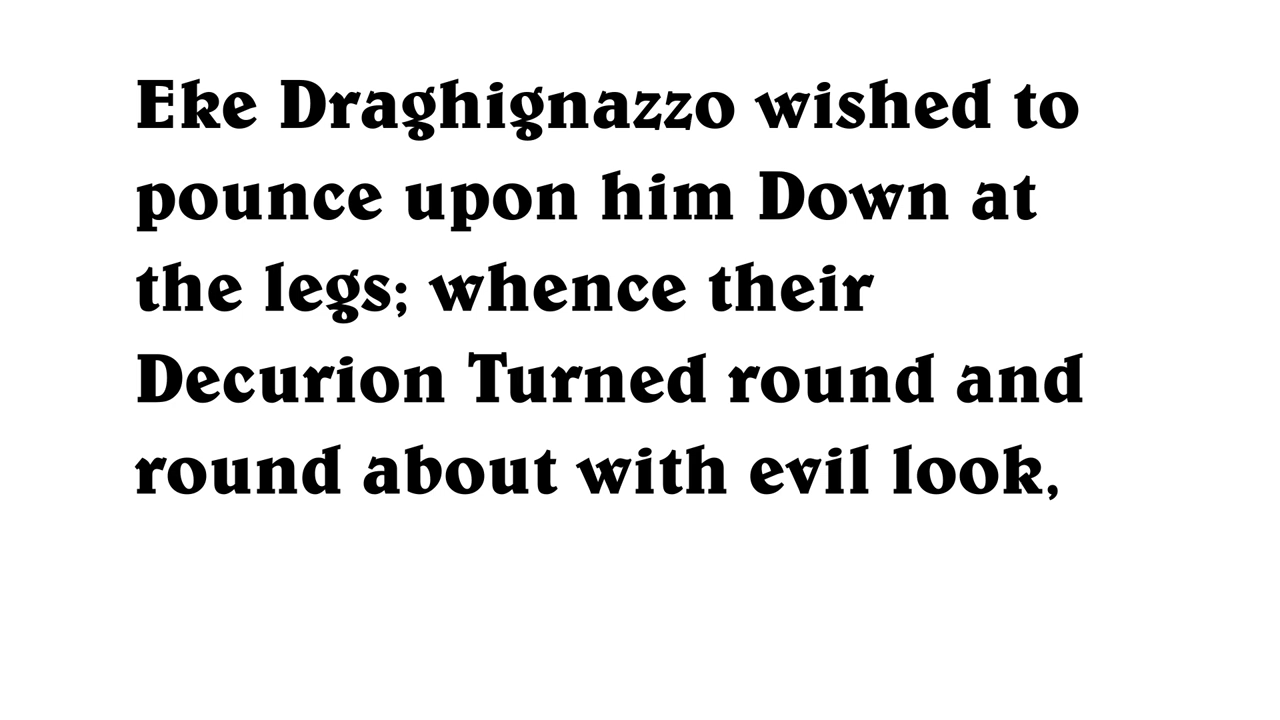 Eke Draghignazzo wished to
pounce upon him Down at
the legs; whence their
Decurion Turned round and
round about with evil look,